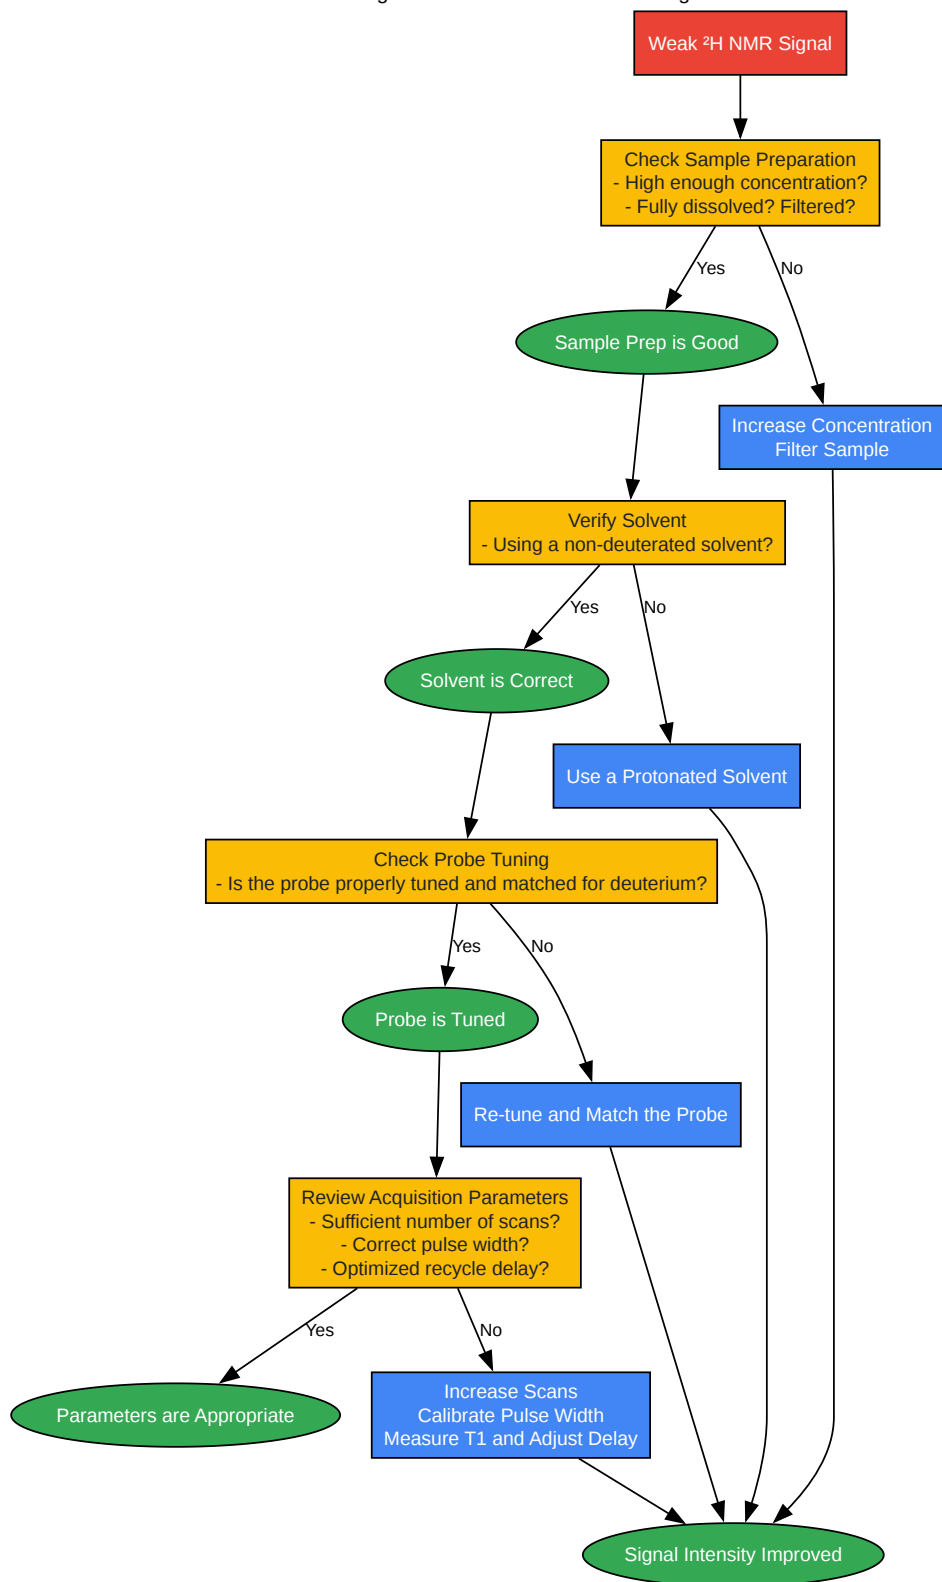 Weak ²H NMR Signal
Check Sample Preparation
- High enough concentration?
- Fully dissolved? Filtered?
Yes
No
Sample Prep is Good
Increase Concentration
Filter Sample
Verify Solvent
- Using a non-deuterated solvent?
Yes
No
Solvent is Correct
Use a Protonated Solvent
Check Probe Tuning
- Is the probe properly tuned and matched for deuterium?
Yes
No
Probe is Tuned
Re-tune and Match the Probe
Review Acquisition Parameters
- Sufficient number of scans?
- Correct pulse width?
- Optimized recycle delay?
Yes
No
Parameters are Appropriate
Increase Scans
Calibrate Pulse Width
Measure T1 and Adjust Delay
Signal Intensity Improved